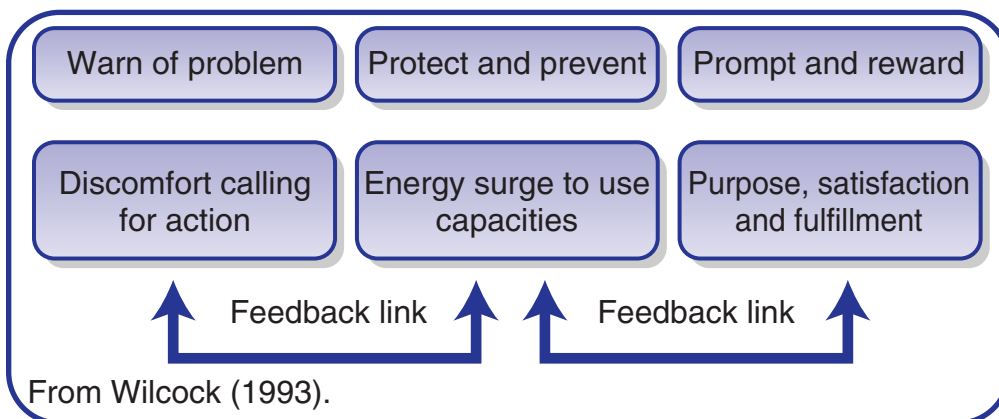 Warn of problem
Protect and prevent
Prompt and reward
Discomfort calling
for action
Energy surge to use
capacities
Purpose, satisfaction
and fulfillment
Feedback link
Feedback link
From Wilcock (1993).